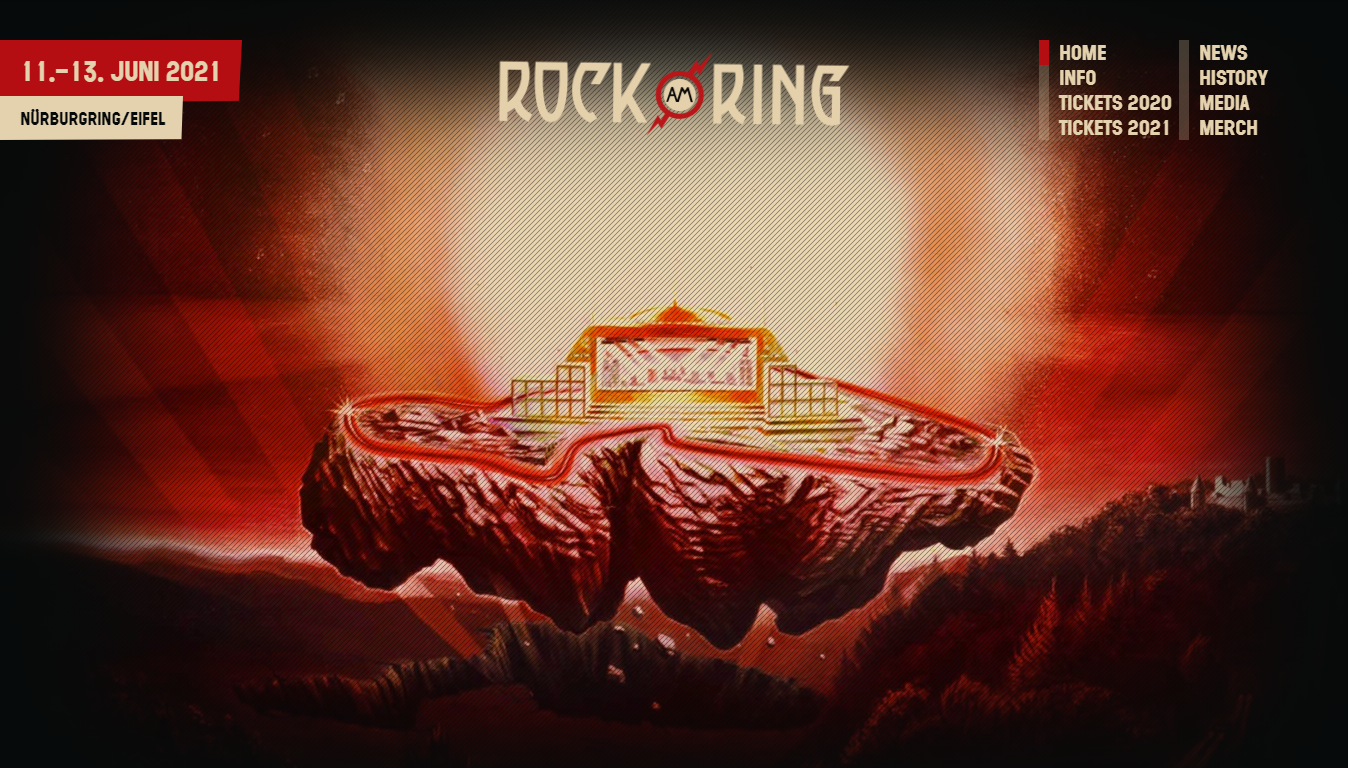 11.–13. JUNI 2021
NÜRBURGRING/EIFEL
ROCK AM RING
HOME
INFO
TICKETS 2020
TICKETS 2021
NEWS
HISTORY
MEDIA
MERCH